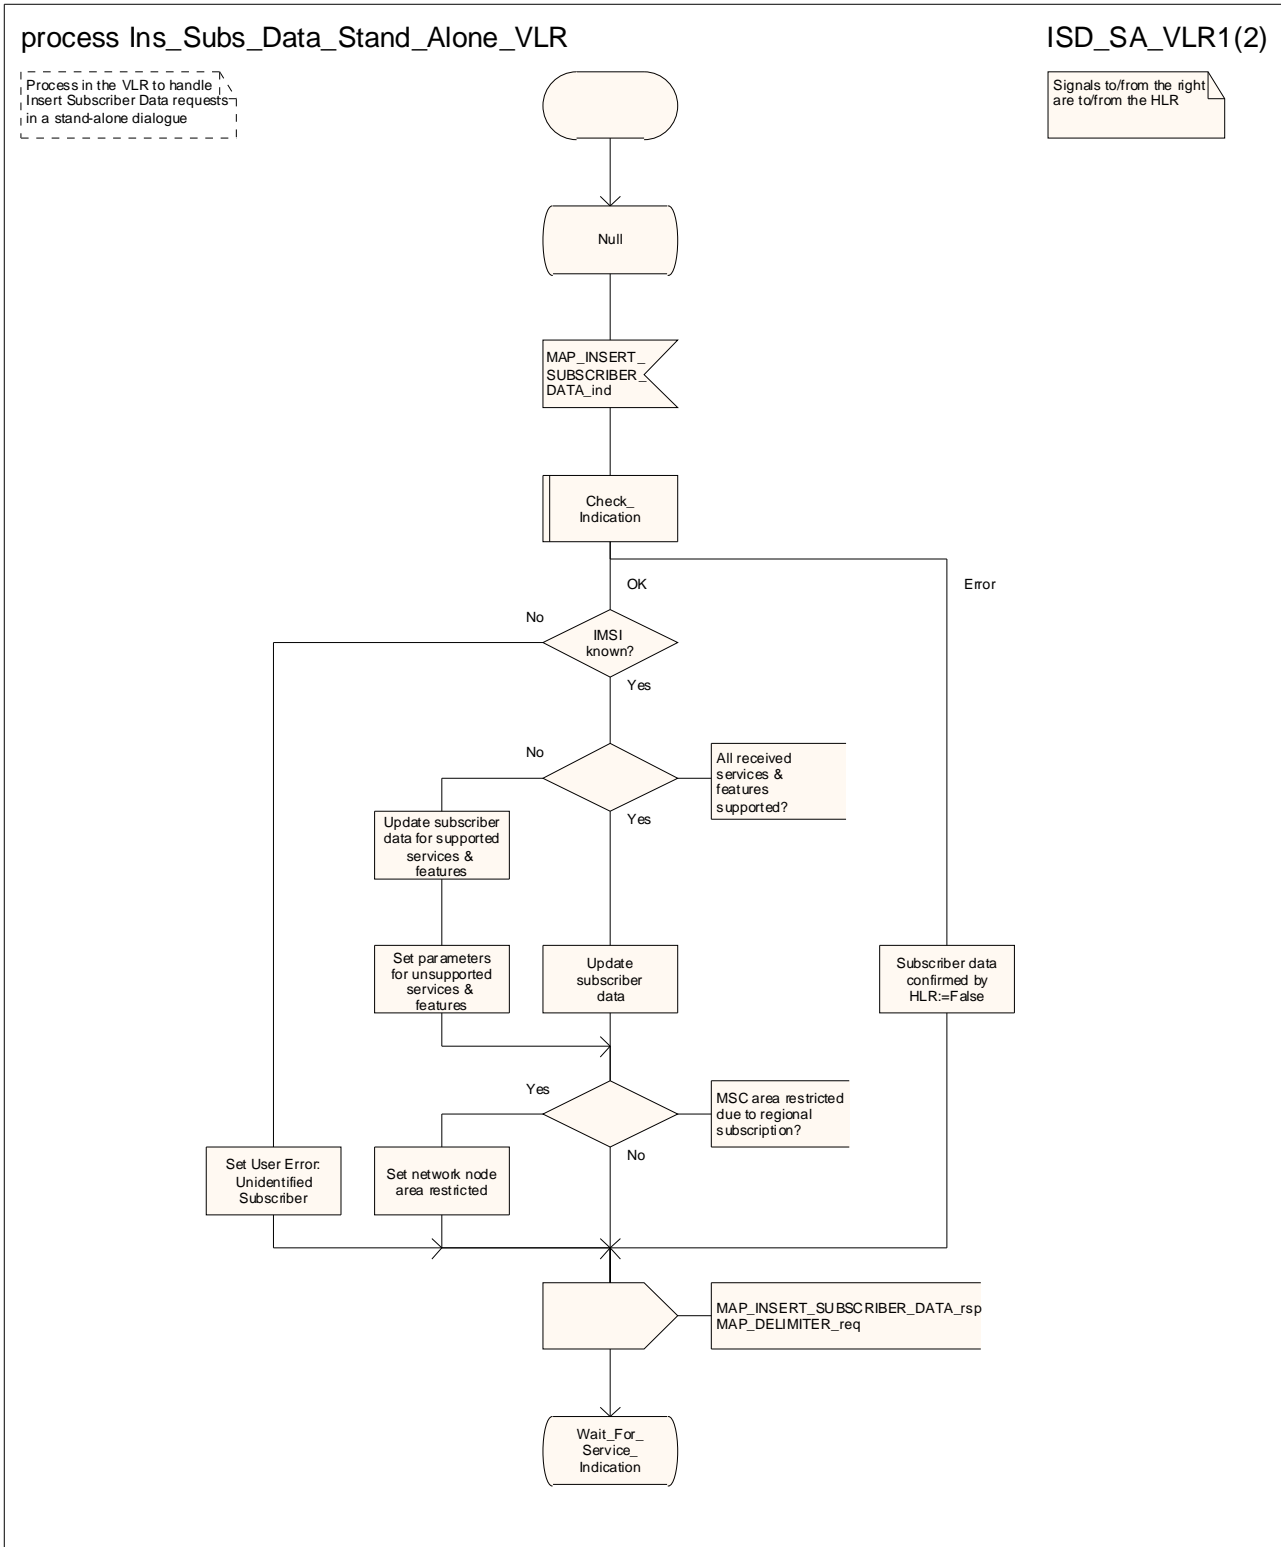 process Ins_Subs_Data_Stand_Alone_VLR
ISD_SA_VLR1(2)
Process in the VLR to handle
Insert Subscriber Data requests
in a stand-alone dialogue
Signals to/from the right
are to/from the HLR
Null
MAP_INSERT_
SUBSCRIBER_
DATA_ind
Check_
Indication
OK
Error
No
IMSI
known?
Yes
No
All received
services &
features
supported?
Yes
Update subscriber
data for supported
services &
features
Set parameters
for unsupported
services &
features
Update
subscriber
data
Subscriber data
confirmed by
HLR:=False
Yes
MSC area restricted
due to regional
subscription?
No
Set User Error:
Unidentified
Subscriber
Set network node
area restricted
MAP_INSERT_SUBSCRIBER_DATA_rsp
MAP_DELIMITER_req
Wait_For_
Service_
Indication